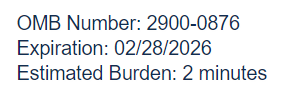 OMB Number: 2900-0876
Expiration: 02/28/2026
Estimated Burden: 2 minutes